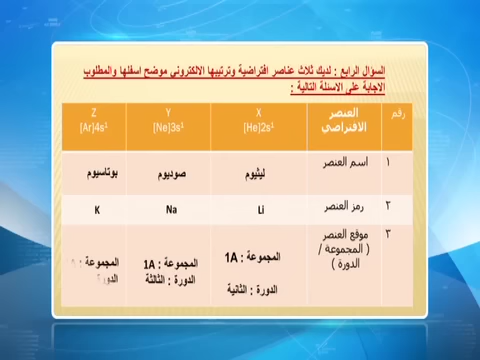 السؤال الرابع : لديك ثلاث عناصر افتراضية وترتيبها الالكتروني موضح اسفلها والمطلوب
الاجابة على الاسئلة التالية :
رقم العنصر الافتراضي X [He]2s¹ Y [Ne]3s¹ Z [Ar]4s¹
١ اسم العنصر ليثيوم صوديوم بوتاسيوم
٢ رمز العنصر Li Na K
٣ موقع العنصر ( المجموعة / الدورة )
المجموعة : 1A المجموعة : 1A المجموعة :
الدورة : الثانية الدورة : الثالثة الدورة